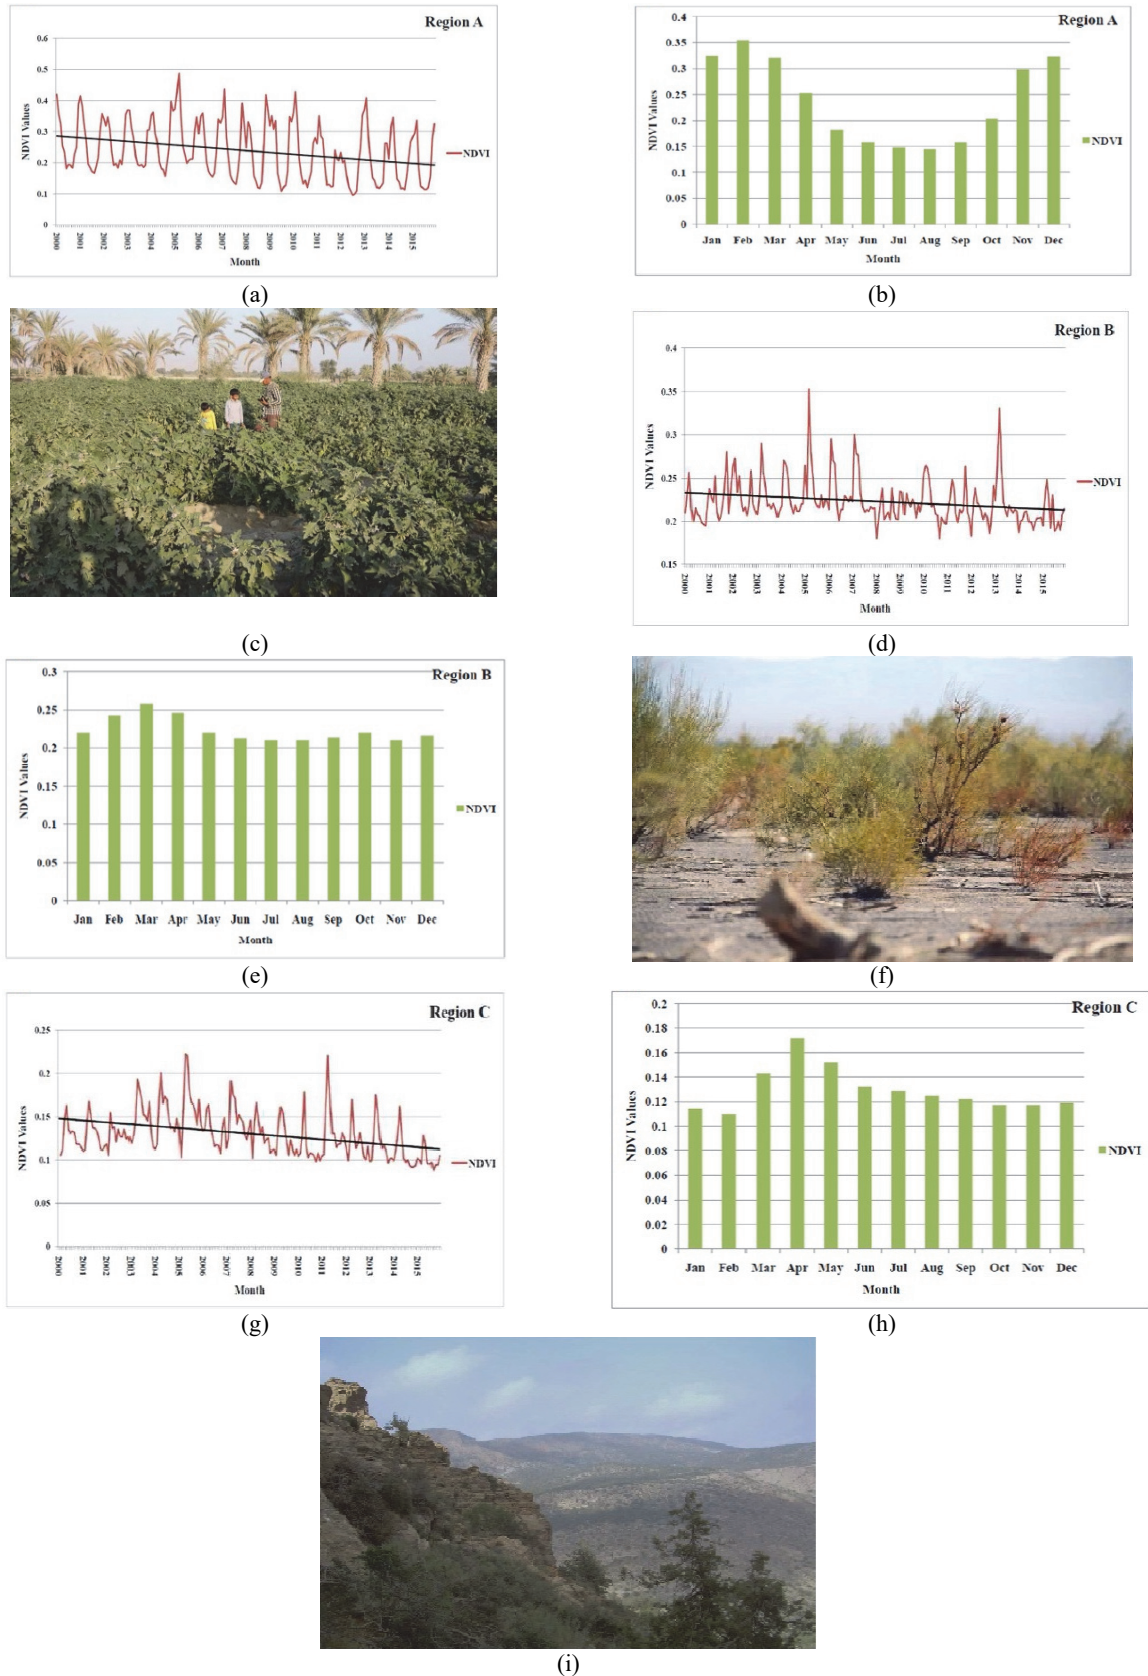 Region A
0.6
0.5
0.4
0.3
0.2
0.1
0
NDVI Values
NDVI
2000 2001 2002 2003 2004 2005 2006 2007 2008 2009 2010 2011 2012 2013 2014 2015
Month
(a)
Region A
0.4
0.35
0.3
0.25
0.2
0.15
0.1
0.05
0
NDVI Values
NDVI
Jan Feb Mar Apr May Jun Jul Aug Sep Oct Nov Dec
Month
(b)
(c)
Region B
0.4
0.35
0.3
0.25
0.2
0.15
NDVI Values
NDVI
2000 2001 2002 2003 2004 2005 2006 2007 2008 2009 2010 2011 2012 2013 2014 2015
Month
(d)
Region B
0.3
0.25
0.2
0.15
0.1
0.05
0
NDVI Values
NDVI
Jan Feb Mar Apr May Jun Jul Aug Sep Oct Nov Dec
Month
(e)
(f)
Region C
0.25
0.2
0.15
0.1
0.05
0
NDVI Values
NDVI
2000 2001 2002 2003 2004 2005 2006 2007 2008 2009 2010 2011 2012 2013 2014 2015
Month
(g)
Region C
0.2
0.18
0.16
0.14
0.12
0.1
0.08
0.06
0.04
0.02
0
NDVI Values
NDVI
Jan Feb Mar Apr May Jun Jul Aug Sep Oct Nov Dec
Month
(h)
(i)